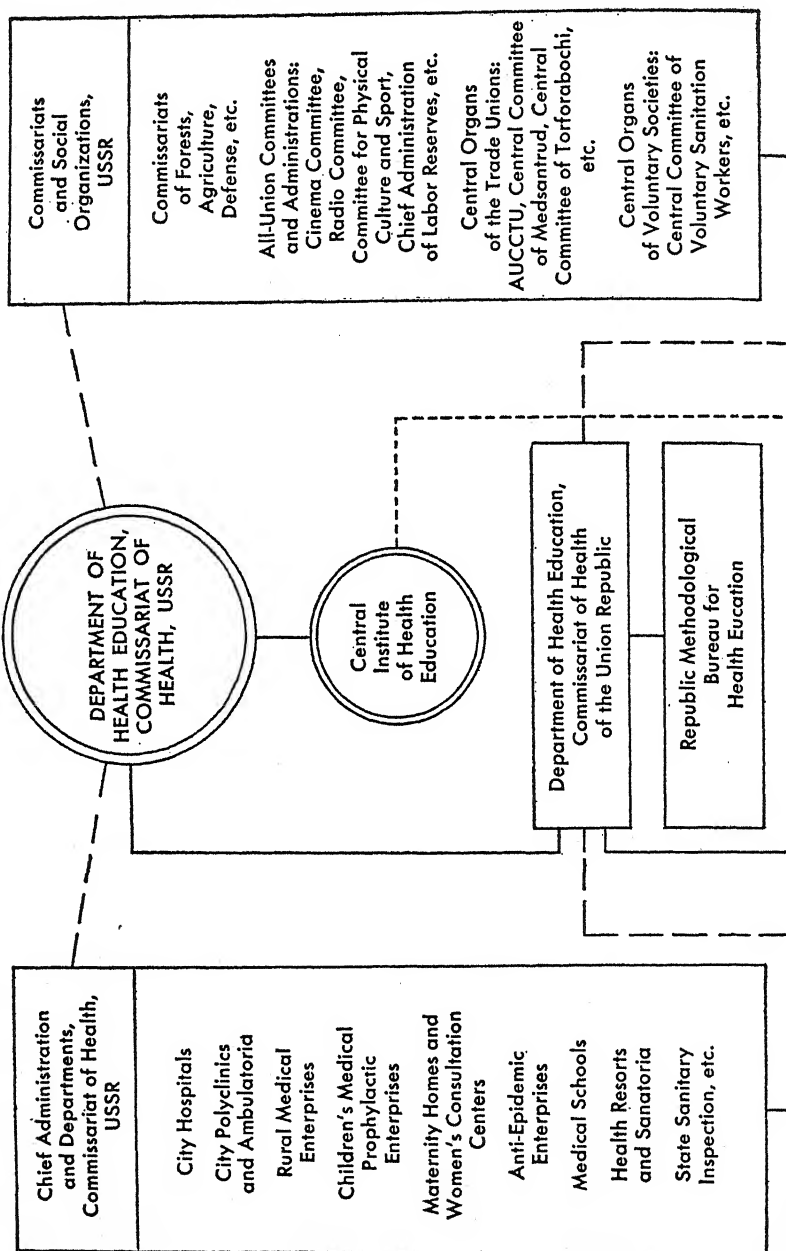 Chief Administration
and Departments,
Commissariat of Health,
USSR
City Hospitals
City Polyclinics
and Ambulatoria
Rural Medical
Enterprises
Children's Medical
Prophylactic
Enterprises
Maternity Homes and
Women's Consultation
Centers
Anti-Epidemic
Enterprises
Medical Schools
Health Resorts
and Sanatoria
State Sanitary
Inspection, etc.
DEPARTMENT OF
HEALTH EDUCATION,
COMMISSARIAT OF
HEALTH, USSR
Central
Institute
of Health
Education
Department of Health Education,
Commissariat of Health
of the Union Republic
Republic Methodological
Bureau for
Health Eucation
Commissariats
and Social
Organizations,
USSR
Commissariats
of Forests,
Agriculture,
Defense, etc.
All-Union Committees
and Administrations:
Cinema Committee,
Radio Committee,
Committee for Physical
Culture and Sport,
Chief Administration
of Labor Reserves, etc.
Central Organs
of the Trade Unions:
AUCCTU, Central Committee
of Medsantrud, Central
Committee of Torforabochi,
etc.
Central Organs
of Voluntary Societies:
Central Committee of
Voluntary Sanitation
Workers, etc.